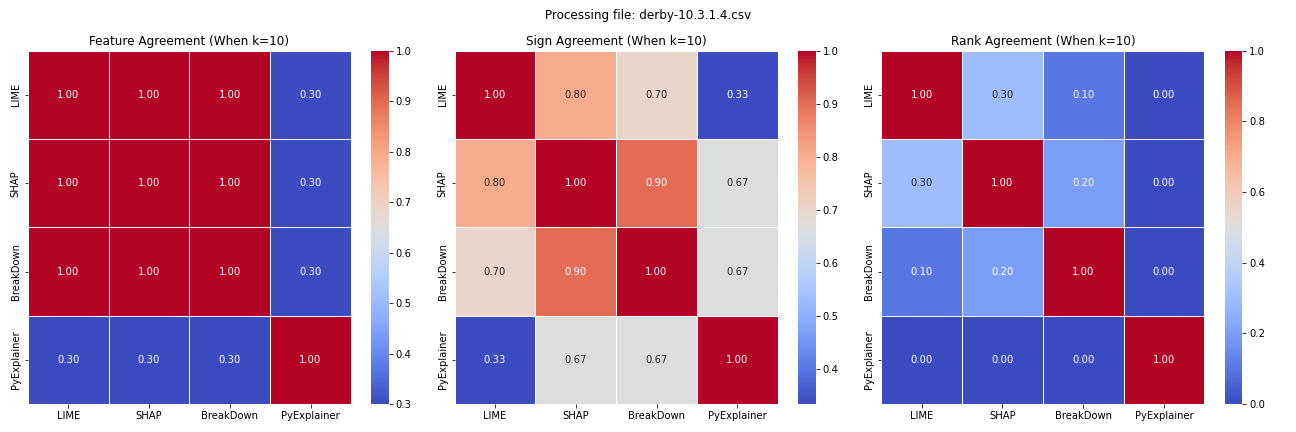 Processing file: derby-10.3.1.4.csv
Feature Agreement (When k=10)
LIME 1.00 1.00 1.00 0.30
SHAP 1.00 1.00 1.00 0.30
BreakDown 1.00 1.00 1.00 0.30
PyExplainer 0.30 0.30 0.30 1.00
LIME SHAP BreakDown PyExplainer
1.0
0.9
0.8
0.7
0.6
0.5
0.4
0.3
Sign Agreement (When k=10)
LIME 1.00 0.80 0.70 0.33
SHAP 0.80 1.00 0.90 0.67
BreakDown 0.70 0.90 1.00 0.67
PyExplainer 0.33 0.67 0.67 1.00
LIME SHAP BreakDown PyExplainer
1.0
0.9
0.8
0.7
0.6
0.5
0.4
Rank Agreement (When k=10)
LIME 1.00 0.30 0.10 0.00
SHAP 0.30 1.00 0.20 0.00
BreakDown 0.10 0.20 1.00 0.00
PyExplainer 0.00 0.00 0.00 1.00
LIME SHAP BreakDown PyExplainer
1.0
0.8
0.6
0.4
0.2
0.0